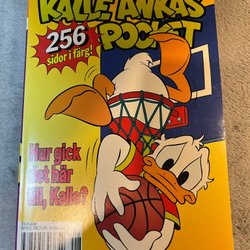 KALLE ANKAS
POCKET
256
sidor i färg!
Hur gick
det här
till, Kalle?